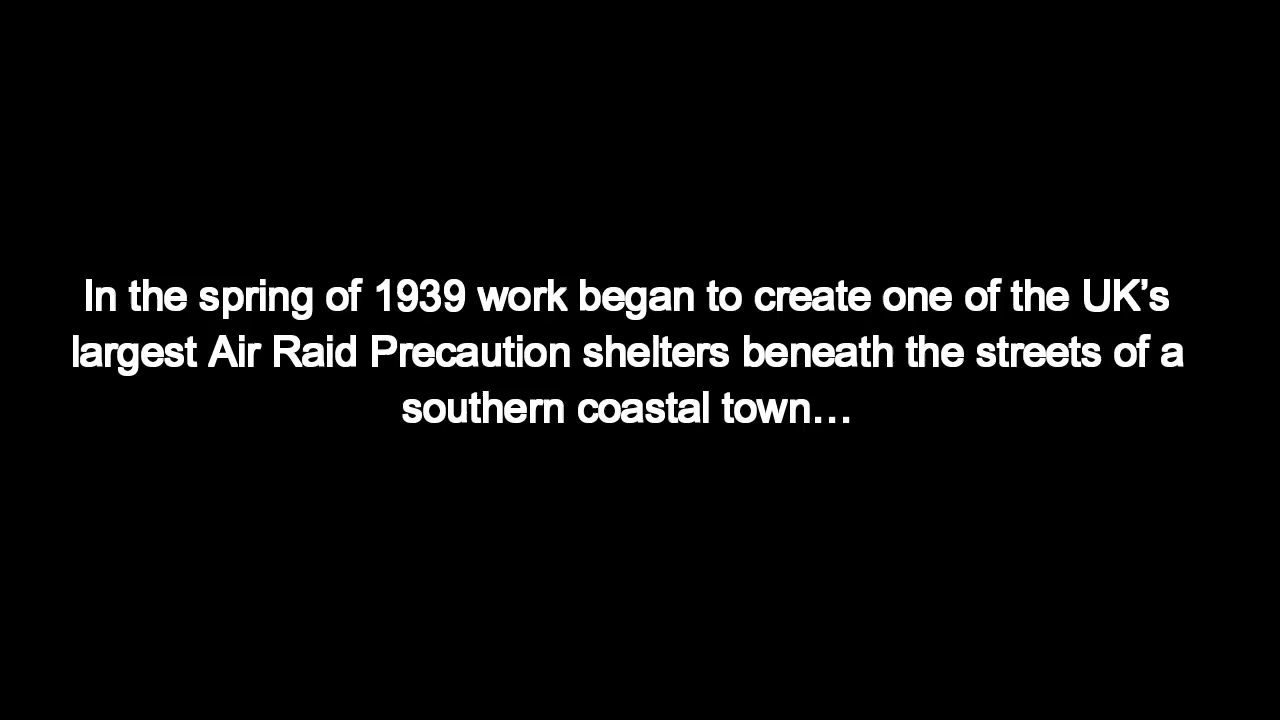 In the spring of 1939 work began to create one of the UK’s
largest Air Raid Precaution shelters beneath the streets of a
southern coastal town…